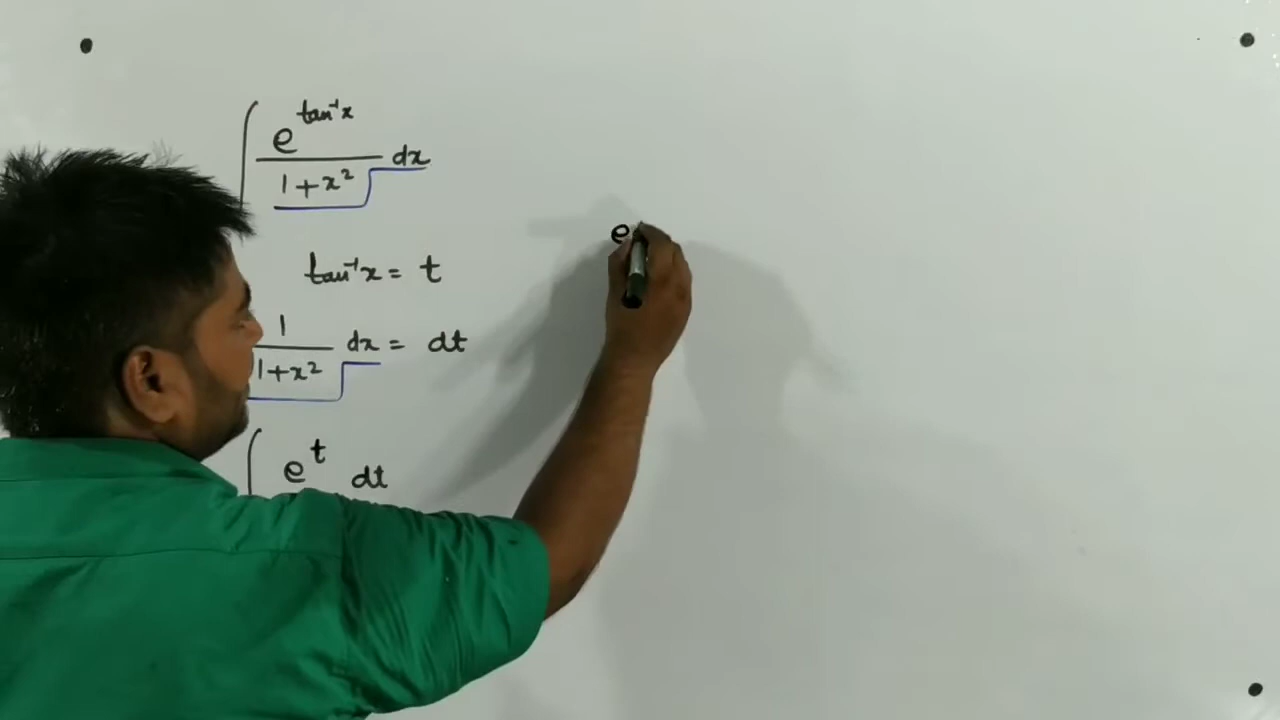 ∫ e^{tan⁻¹x} / 1+x² dx
tan⁻¹x = t
1 / 1+x² dx = dt
∫ e^t dt
e